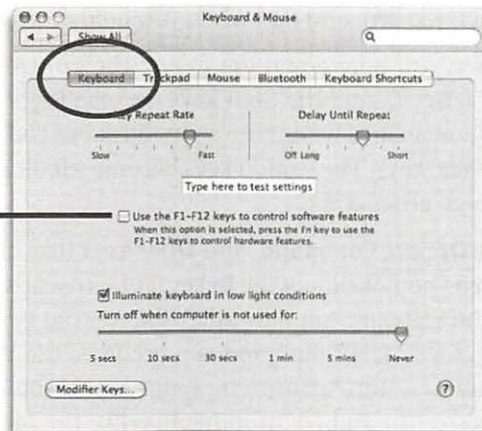 Keyboard & Mouse
Show All
Keyboard Trackpad Mouse Bluetooth Keyboard Shortcuts
Key Repeat Rate Delay Until Repeat
Slow Fast Off Long Short
Type here to test settings
Use the F1-F12 keys to control software features
When this option is selected, press the Fn key to use the
F1-F12 keys to control hardware features.
Illuminate keyboard in low light conditions
Turn off when computer is not used for:
5 secs 10 secs 30 secs 1 min 5 mins Never
Modifier Keys... ?